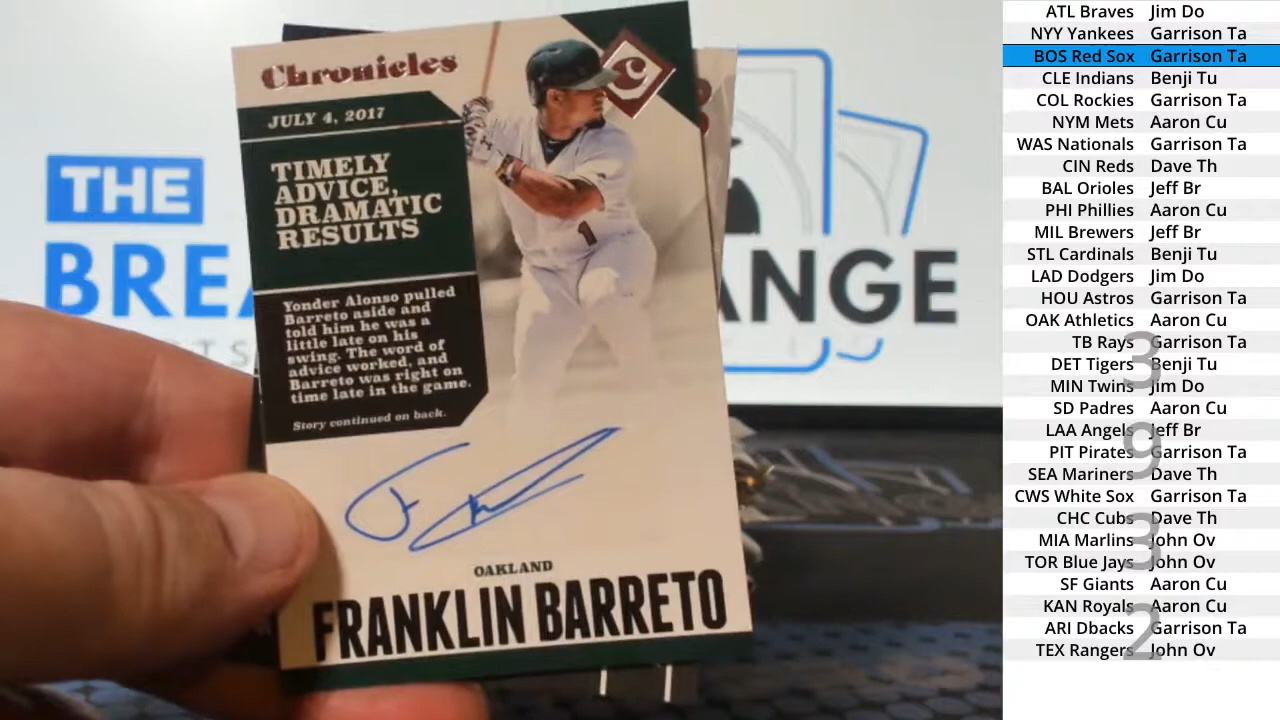 Chronicles
JULY 4, 2017
TIMELY
ADVICE,
DRAMATIC
RESULTS
Yonder Alonso pulled
Barreto aside and
told him he was a
little late on his
swing. The word of
advice worked, and
Barreto was right on
time late in the game.
Story continued on back.
OAKLAND
FRANKLIN BARRETO
C
1
THE
ATL Braves Jim Do
NYY Yankees Garrison Ta
BOS Red Sox Garrison Ta
CLE Indians Benji Tu
COL Rockies Garrison Ta
NYM Mets Aaron Cu
WAS Nationals Garrison Ta
CIN Reds Dave Th
BAL Orioles Jeff Br
PHI Phillies Aaron Cu
MIL Brewers Jeff Br
STL Cardinals Benji Tu
LAD Dodgers Jim Do
HOU Astros Garrison Ta
OAK Athletics Aaron Cu
TB Rays Garrison Ta
DET Tigers Benji Tu
MIN Twins Jim Do
SD Padres Aaron Cu
LAA Angels Jeff Br
PIT Pirates Garrison Ta
SEA Mariners Dave Th
CWS White Sox Garrison Ta
CHC Cubs Dave Th
MIA Marlins John Ov
TOR Blue Jays John Ov
SF Giants Aaron Cu
KAN Royals Aaron Cu
ARI Dbacks Garrison Ta
TEX Rangers John Ov
3
9
3
2